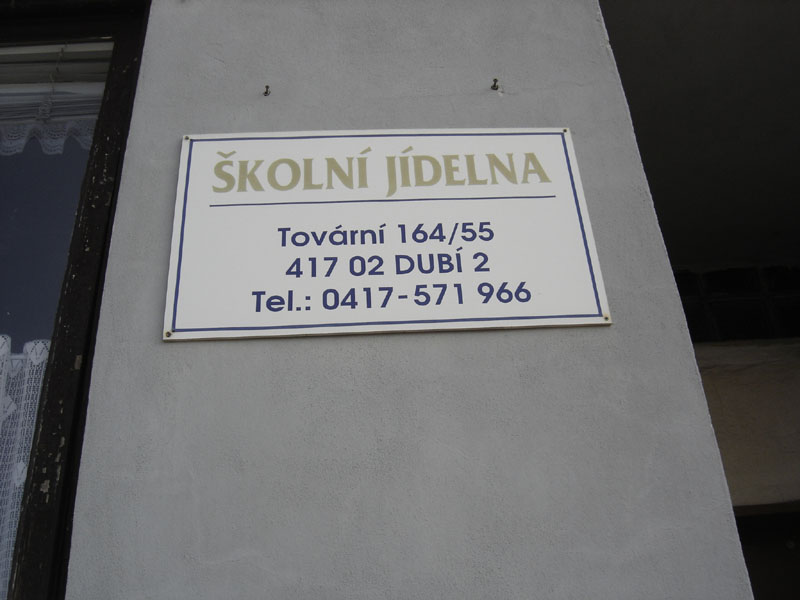 ŠKOLNÍ JÍDELNA
Tovární 164/55
417 02 DUBÍ 2
Tel.: 0417-571 966